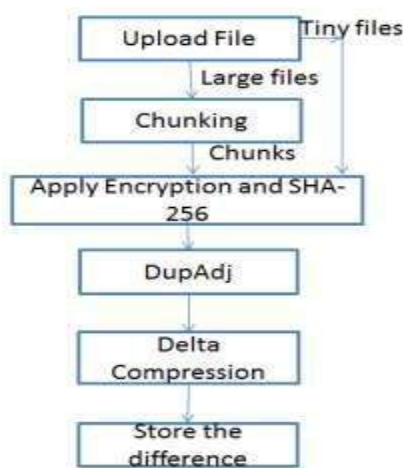 Upload File
Tiny files
Large files
Chunking
Chunks
Apply Encryption and SHA-
256
DupAdj
Delta
Compression
Store the
difference